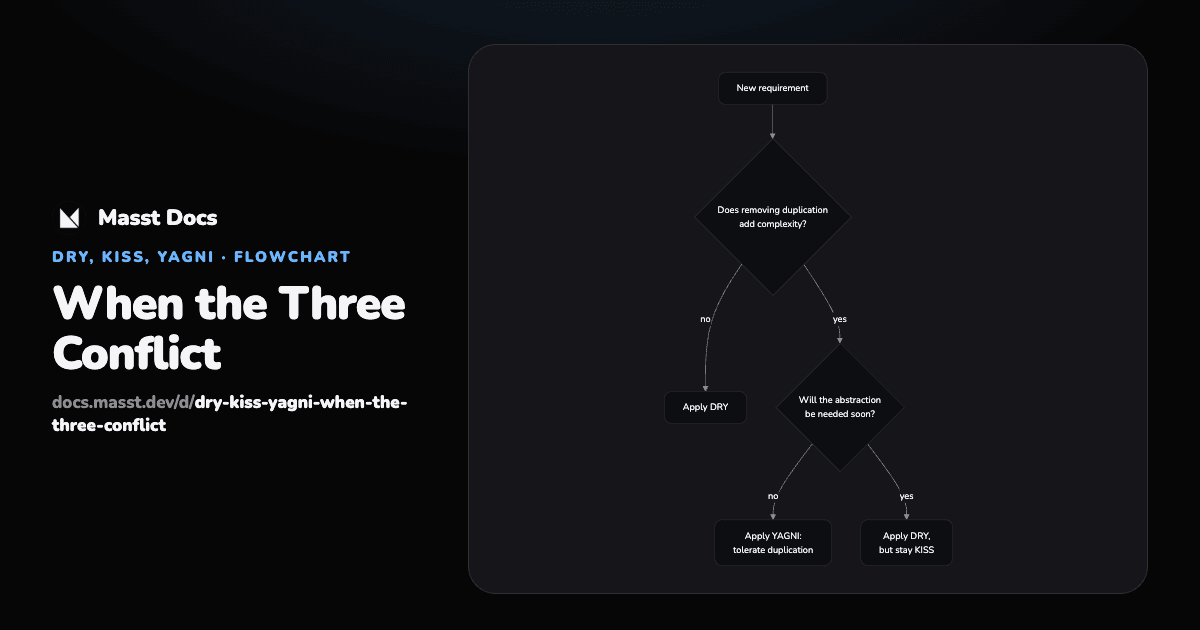 Masst Docs
DRY, KISS, YAGNI · FLOWCHART
When the Three
Conflict
docs.masst.dev/d/dry-kiss-yagni-when-the-
three-conflict
New requirement
Does removing duplication
add complexity?
no
yes
Apply DRY
Will the abstraction
be needed soon?
no
yes
Apply YAGNI:
tolerate duplication
Apply DRY,
but stay KISS